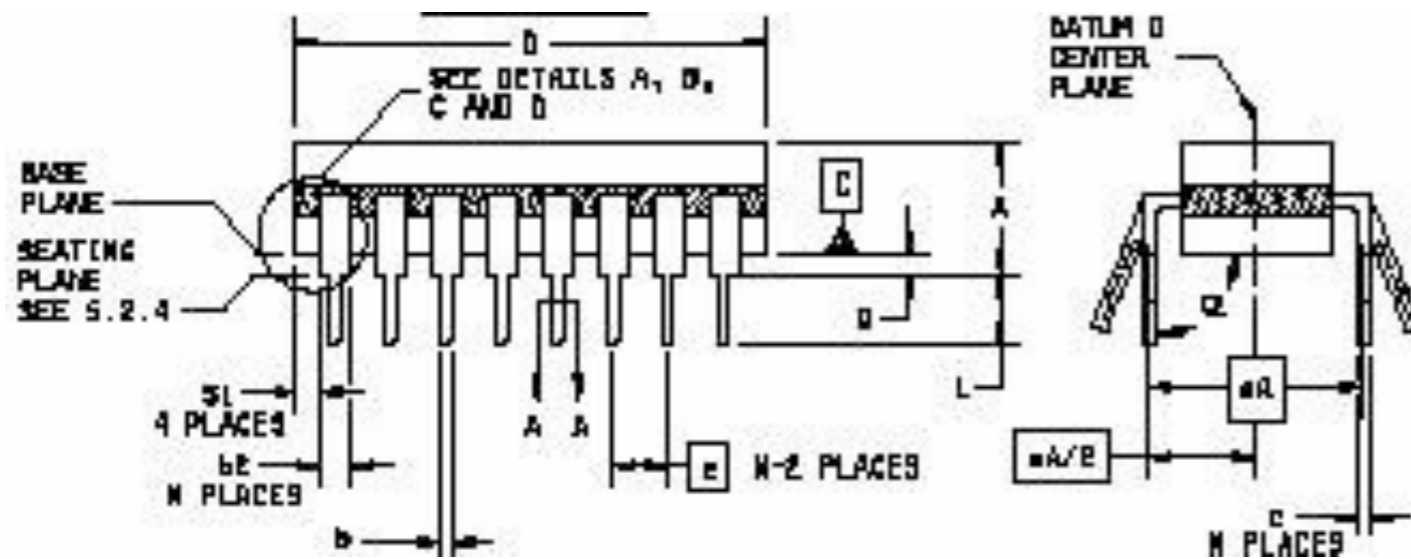 D
SEE DETAILS A, B,
C AND D
DATUM D
CENTER
PLANE
BASE
PLANE
C
A
SEATING
PLANE
SEE 5.2.4
Q
α
S1
4 PLACES
L
A A
eA
b2
N PLACES
e N-2 PLACES
eA/2
b
c
N PLACES